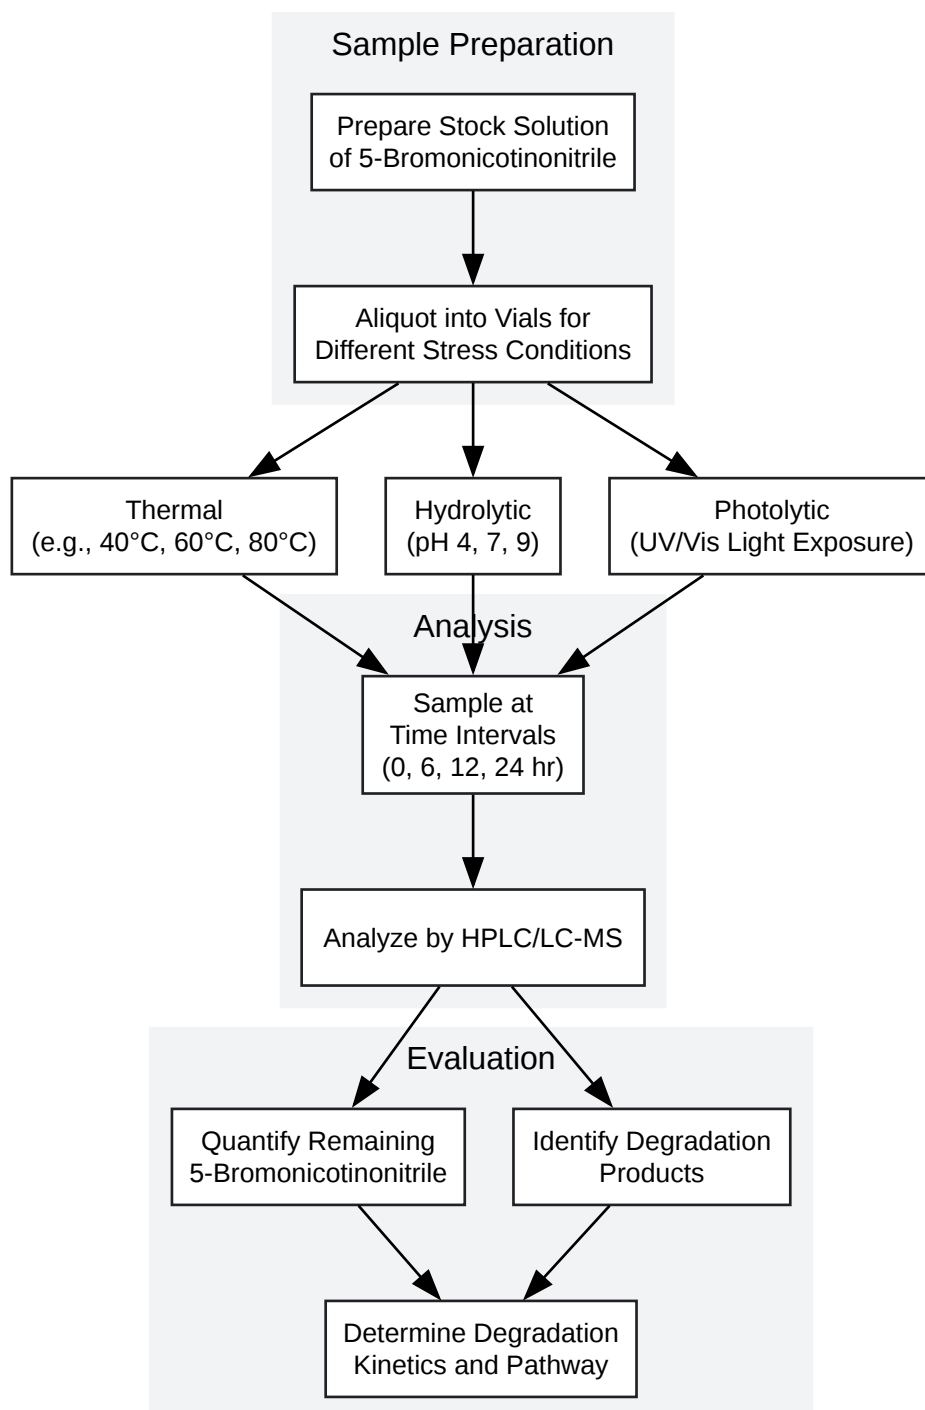 Sample Preparation
Prepare Stock Solution
of 5-Bromonicotinonitrile
Aliquot into Vials for
Different Stress Conditions
Thermal
(e.g., 40°C, 60°C, 80°C)
Hydrolytic
(pH 4, 7, 9)
Photolytic
(UV/Vis Light Exposure)
Analysis
Sample at
Time Intervals
(0, 6, 12, 24 hr)
Analyze by HPLC/LC-MS
Evaluation
Quantify Remaining
5-Bromonicotinonitrile
Identify Degradation
Products
Determine Degradation
Kinetics and Pathway